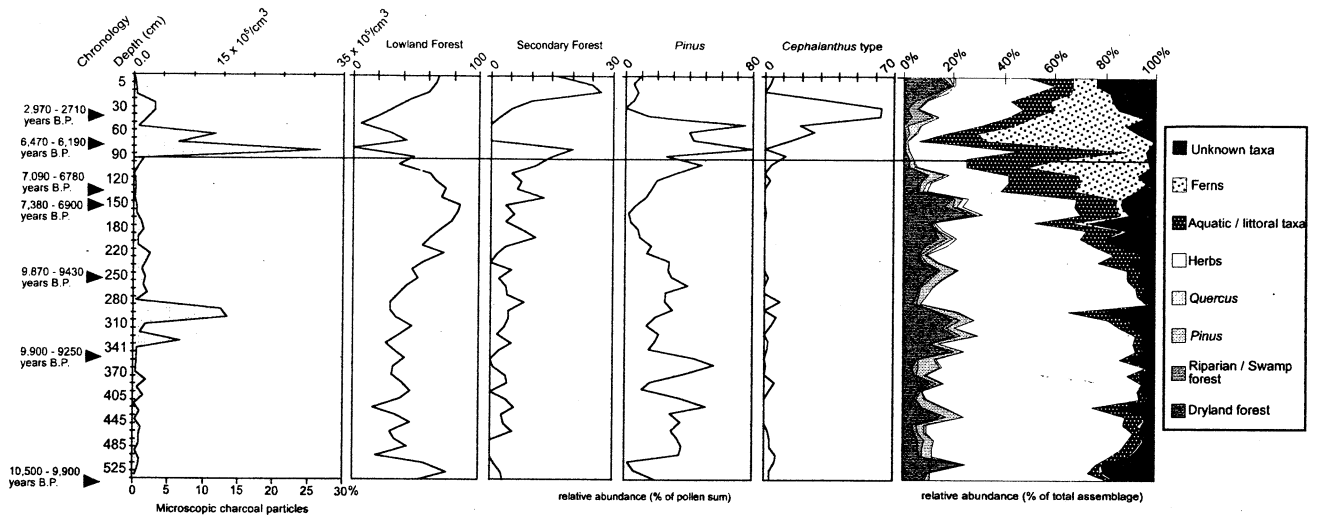 Chronology
Depth (cm)
0.0
15 x 10⁵/cm³
35 x 10⁵/cm³
Lowland Forest
0
100
Secondary Forest
0
30
Pinus
0
80
Cephalanthus type
0
70
0%
20%
40%
60%
80%
100%
5
30
60
90
120
150
180
220
250
280
310
341
370
405
445
485
525
2,970 - 2710
years B.P.
6,470 - 6,190
years B.P.
7,090 - 6780
years B.P.
7,380 - 6900
years B.P.
9.870 - 9430
years B.P.
9.900 - 9250
years B.P.
10,500 - 9,900
years B.P.
0 5 10 15 20 25 30%
Microscopic charcoal particles
relative abundance (% of pollen sum)
relative abundance (% of total assemblage)
Unknown taxa
Ferns
Aquatic / littoral taxa
Herbs
Quercus
Pinus
Riparian / Swamp
forest
Dryland forest